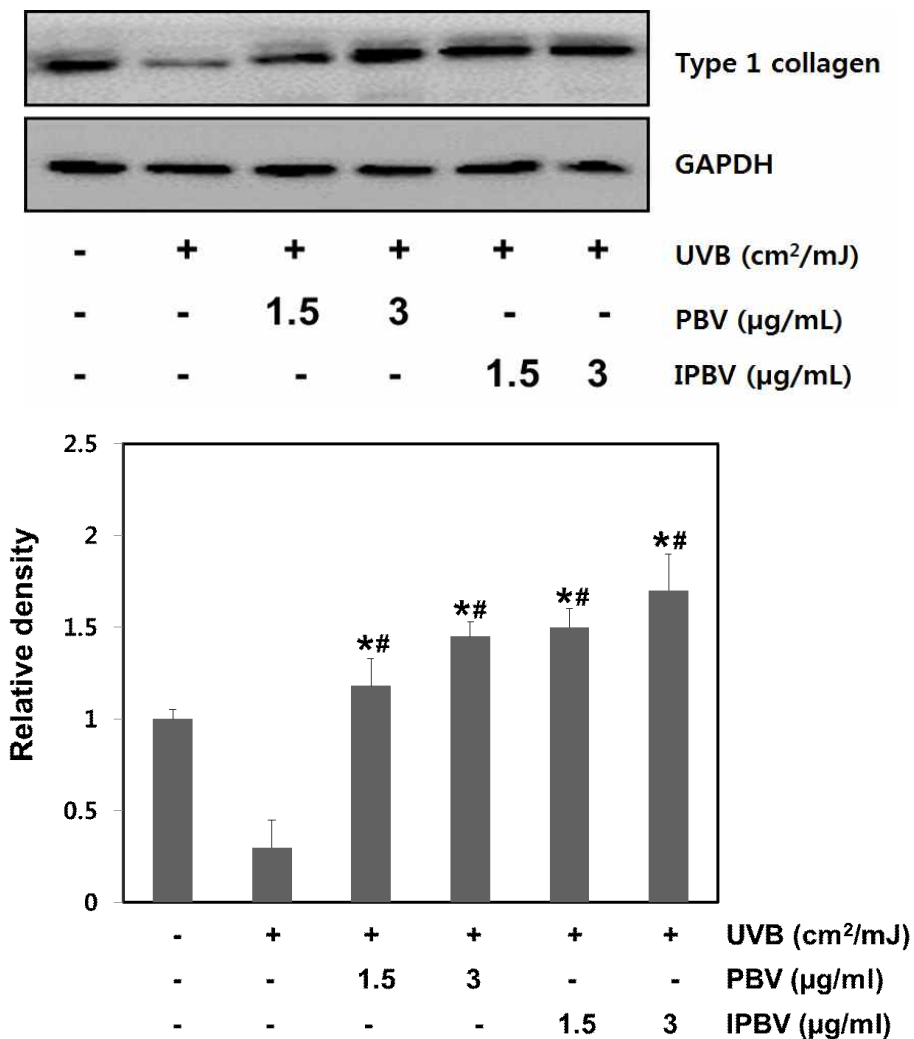 Type 1 collagen
GAPDH
- + + + + + UVB (cm²/mJ)
- - 1.5 3 - - PBV (µg/mL)
- - - - 1.5 3 IPBV (µg/mL)
2.5
2
1.5
1
0.5
0
Relative density
*#
*#
*#
*#
- + + + + + UVB (cm²/mJ)
- - 1.5 3 - - PBV (µg/ml)
- - - - 1.5 3 IPBV (µg/ml)